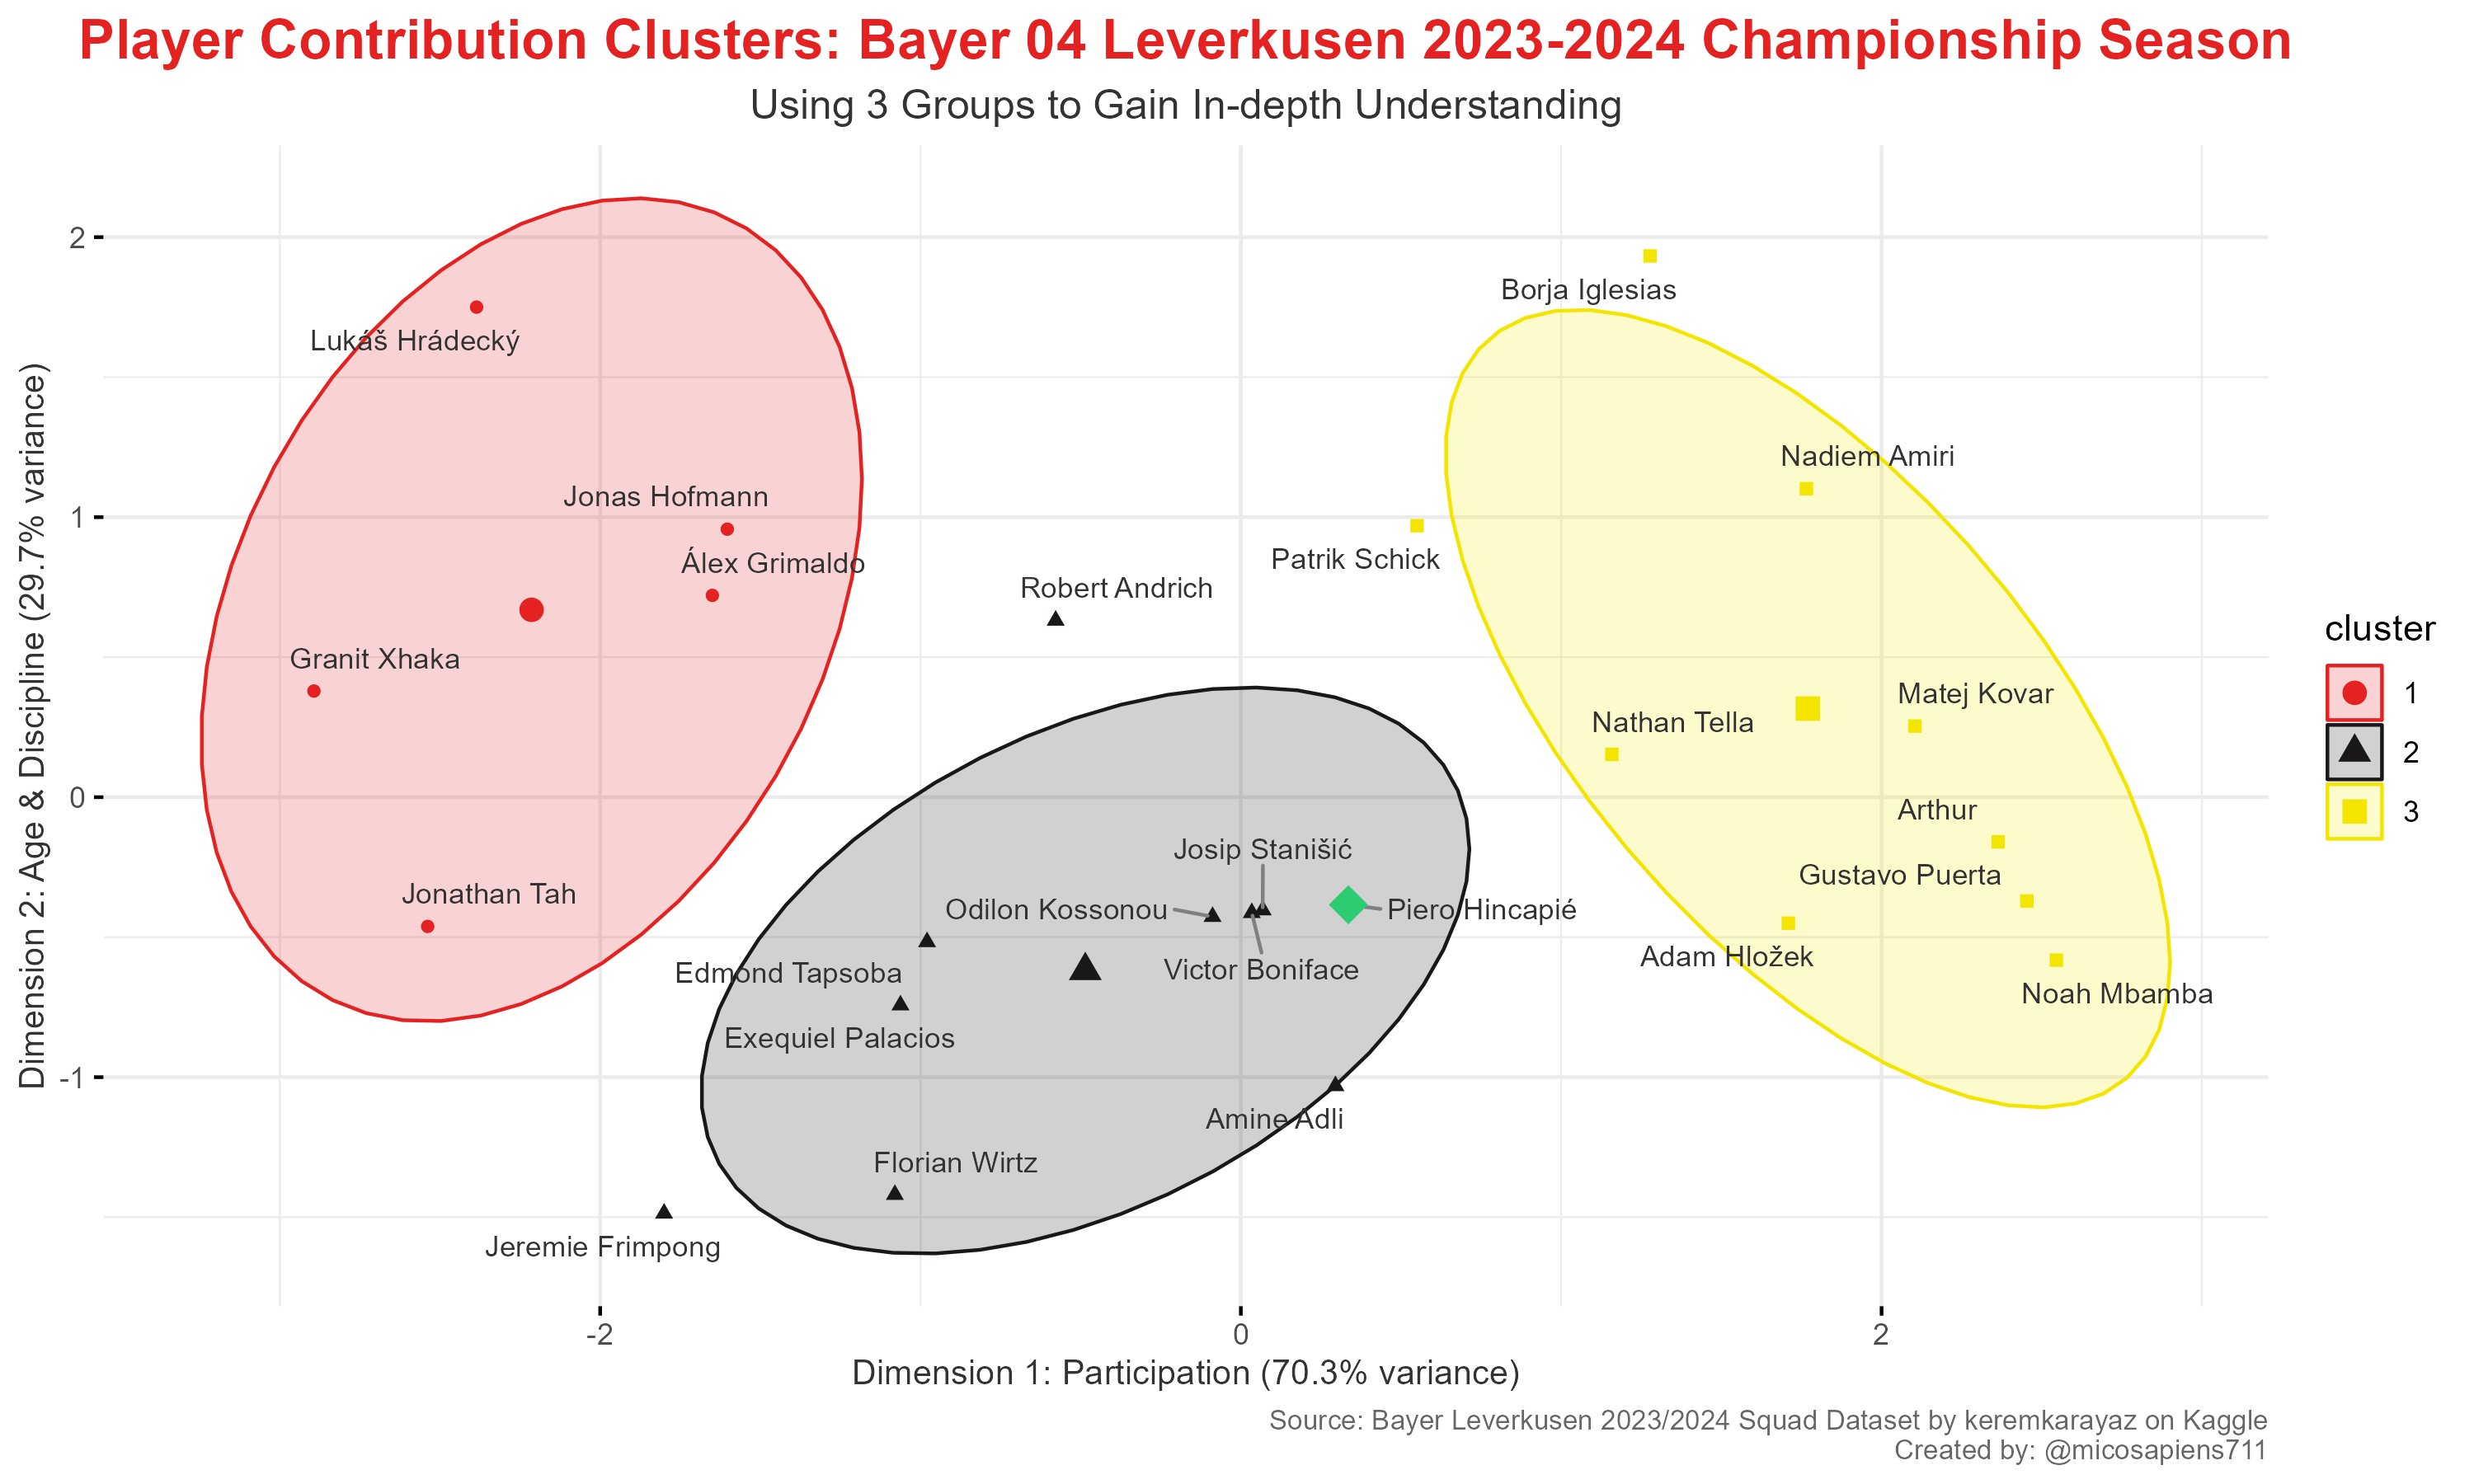 Player Contribution Clusters: Bayer 04 Leverkusen 2023-2024 Championship Season
Using 3 Groups to Gain In-depth Understanding
Dimension 2: Age & Discipline (29.7% variance)
2
1
0
-1
Borja Iglesias
Lukáš Hrádecký
Nadiem Amiri
Jonas Hofmann
Patrik Schick
Álex Grimaldo
Robert Andrich
Granit Xhaka
Matej Kovar
Nathan Tella
Arthur
Josip Stanišić
Gustavo Puerta
Jonathan Tah
Odilon Kossonou
Piero Hincapié
Adam Hložek
Edmond Tapsoba
Victor Boniface
Noah Mbamba
Exequiel Palacios
Amine Adli
Florian Wirtz
Jeremie Frimpong
cluster
1
2
3
-2
0
2
Dimension 1: Participation (70.3% variance)
Source: Bayer Leverkusen 2023/2024 Squad Dataset by keremkarayaz on Kaggle
Created by: @micosapiens711